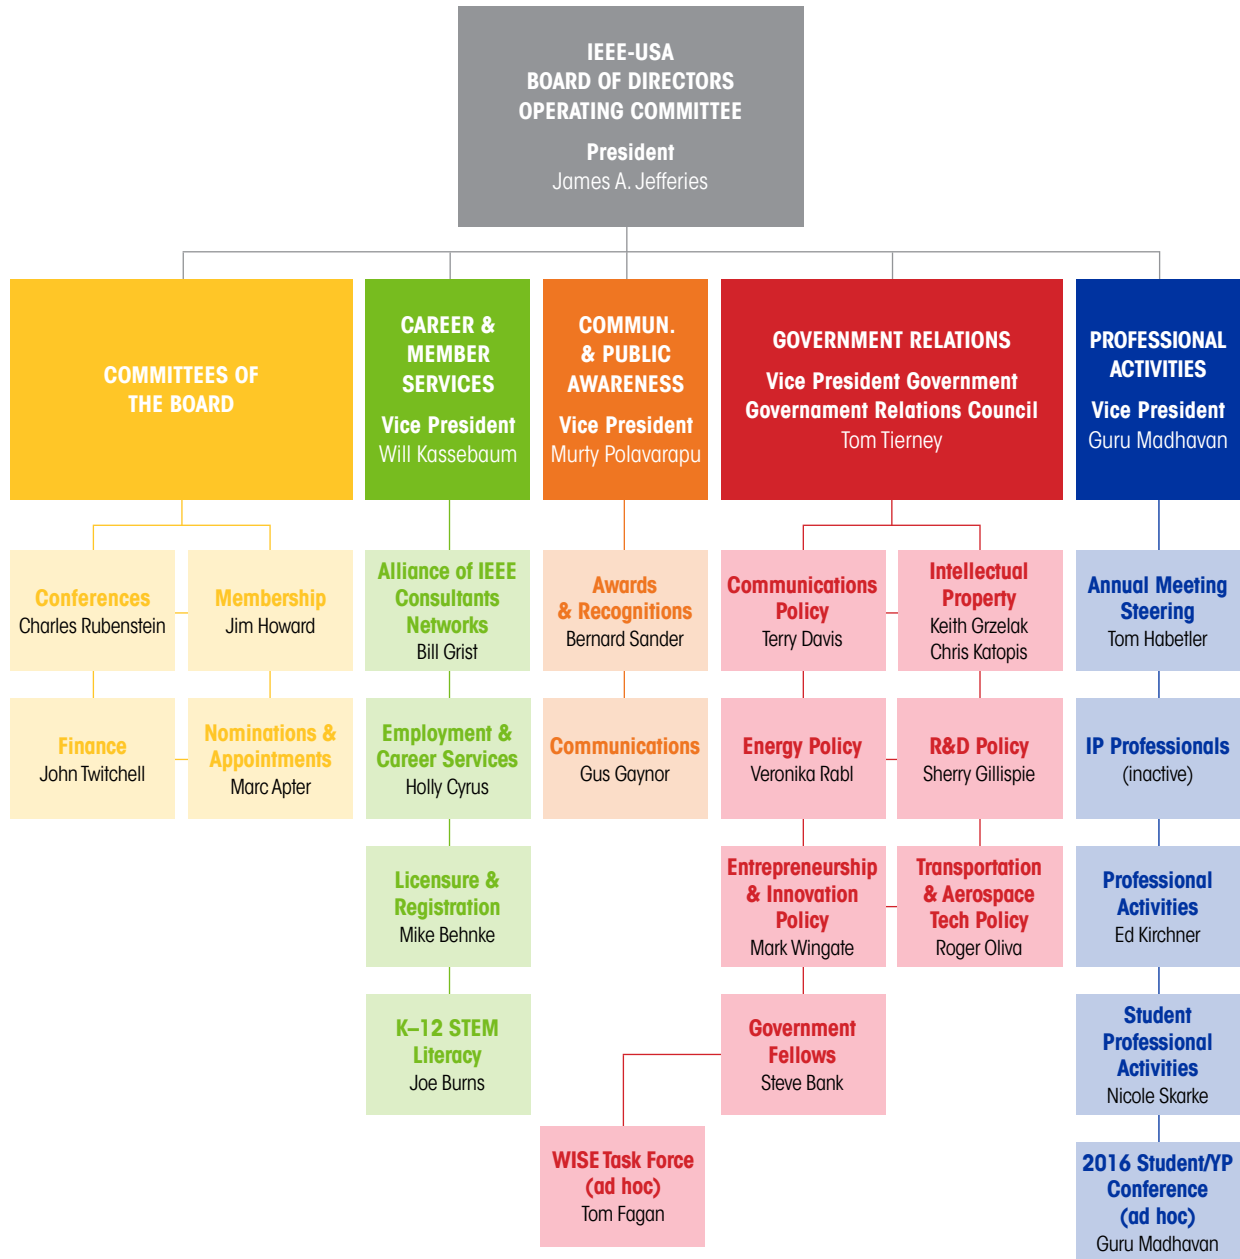 IEEE-USA
BOARD OF DIRECTORS
OPERATING COMMITTEE
President
James A. Jefferies
COMMITTEES OF
THE BOARD
CAREER &
MEMBER
SERVICES
Vice President
Will Kassebaum
COMMUN.
& PUBLIC
AWARENESS
Vice President
Murty Polavarapu
GOVERNMENT RELATIONS
Vice President Government
Governament Relations Council
Tom Tierney
PROFESSIONAL
ACTIVITIES
Vice President
Guru Madhavan
Conferences
Charles Rubenstein
Membership
Jim Howard
Alliance of IEEE
Consultants
Networks
Bill Grist
Awards
& Recognitions
Bernard Sander
Communications
Policy
Terry Davis
Intellectual
Property
Keith Grzelak
Chris Katopis
Annual Meeting
Steering
Tom Habetler
Finance
John Twitchell
Nominations &
Appointments
Marc Apter
Employment &
Career Services
Holly Cyrus
Communications
Gus Gaynor
Energy Policy
Veronika Rabl
R&D Policy
Sherry Gillispie
IP Professionals
(inactive)
Licensure &
Registration
Mike Behnke
Entrepreneurship
& Innovation
Policy
Mark Wingate
Transportation
& Aerospace
Tech Policy
Roger Oliva
Professional
Activities
Ed Kirchner
K–12 STEM
Literacy
Joe Burns
Government
Fellows
Steve Bank
Student
Professional
Activities
Nicole Skarke
WISE Task Force
(ad hoc)
Tom Fagan
2016 Student/YP
Conference
(ad hoc)
Guru Madhavan